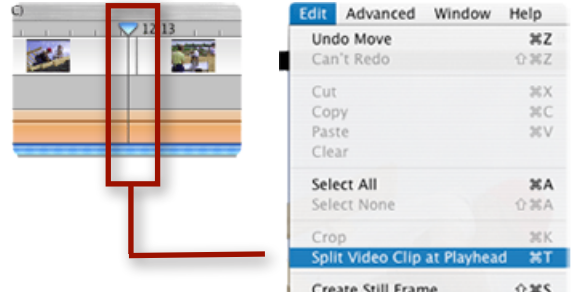 c)
12:13
Edit Advanced Window Help
Undo Move ⌘Z
Can't Redo ⇧⌘Z
Cut ⌘X
Copy ⌘C
Paste ⌘V
Clear
Select All ⌘A
Select None ⇧⌘A
Crop ⌘K
Split Video Clip at Playhead ⌘T
Create Still Frame ⇧⌘S